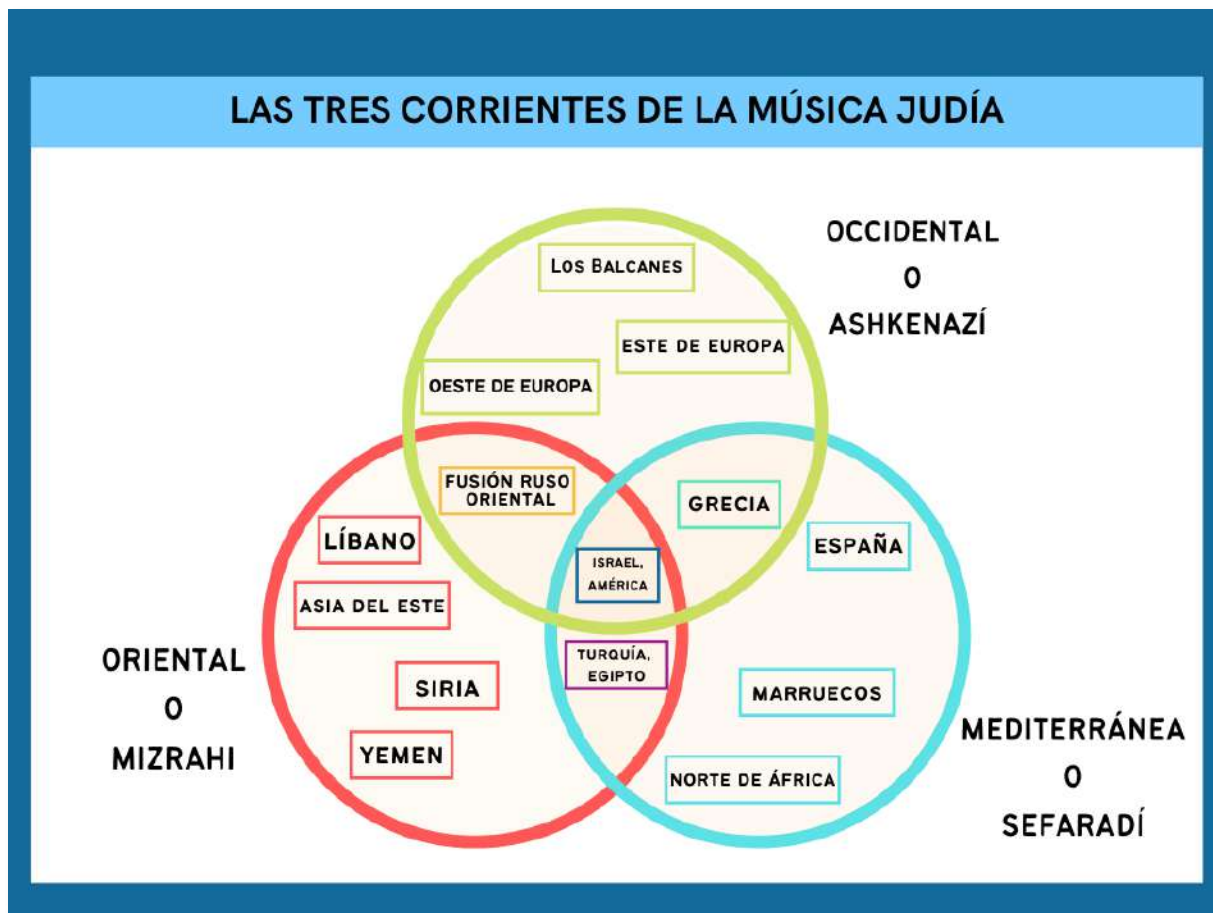 LAS TRES CORRIENTES DE LA MÚSICA JUDÍA
OCCIDENTAL
O
ASHKENAZÍ
LOS BALCANES
ESTE DE EUROPA
OESTE DE EUROPA
FUSIÓN RUSO
ORIENTAL
GRECIA
LÍBANO
ESPAÑA
ISRAEL,
AMÉRICA
ASIA DEL ESTE
TURQUÍA,
EGIPTO
ORIENTAL
O
MIZRAHI
SIRIA
MARRUECOS
YEMEN
NORTE DE ÁFRICA
MEDITERRÁNEA
O
SEFARADÍ